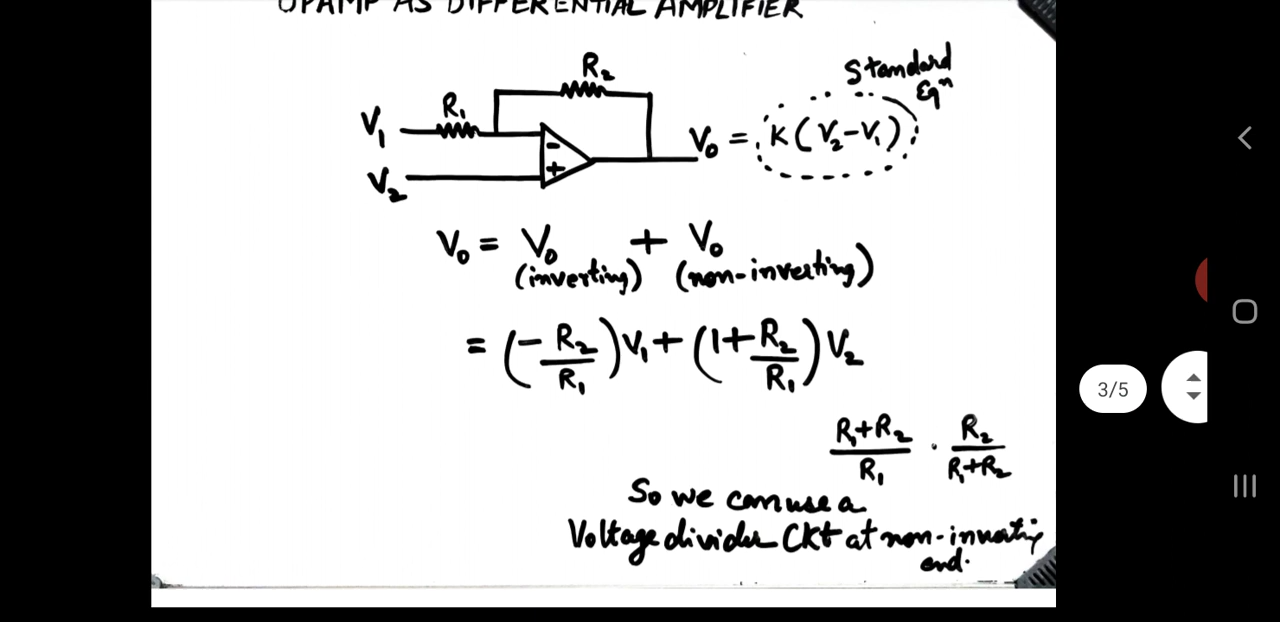 OPAMP AS DIFFERENTIAL AMPLIFIER
Standard
Eqⁿ
R₂
R₁
V₁
V₂
-
+
V₀ = K(V₂-V₁)
V₀ = V₀ + V₀
(inverting) (non-inverting)
= (-R₂/R₁)V₁ + (1+R₂/R₁)V₂
R₁+R₂/R₁ · R₂/R₁+R₂
So we can use a
Voltage divider CKt at non-inverting
end.
3/5